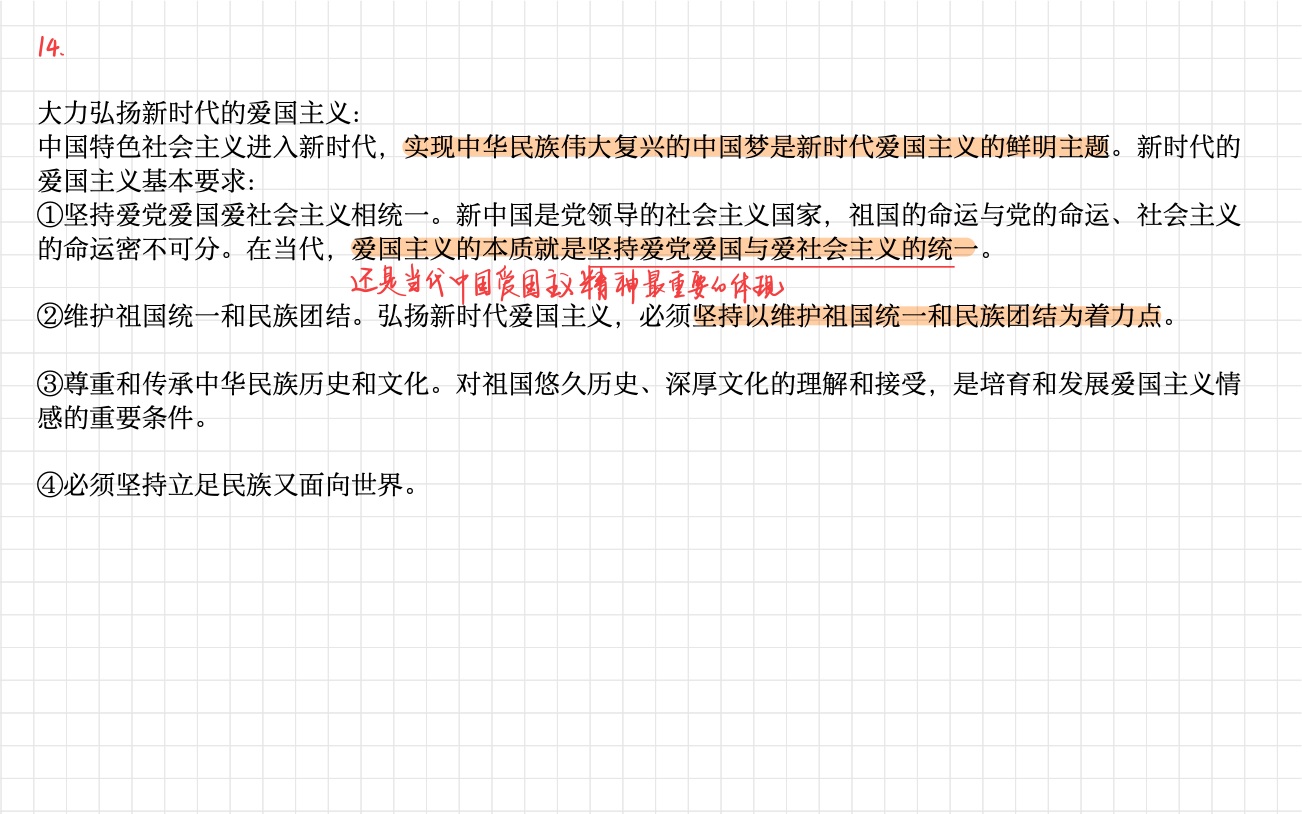 14.
大力弘扬新时代的爱国主义：
中国特色社会主义进入新时代，实现中华民族伟大复兴的中国梦是新时代爱国主义的鲜明主题。新时代的
爱国主义基本要求：
①坚持爱党爱国爱社会主义相统一。新中国是党领导的社会主义国家，祖国的命运与党的命运、社会主义
的命运密不可分。在当代，爱国主义的本质就是坚持爱党爱国与爱社会主义的统一。
还是当代中国爱国主义精神最重要的体现
②维护祖国统一和民族团结。弘扬新时代爱国主义，必须坚持以维护祖国统一和民族团结为着力点。
③尊重和传承中华民族历史和文化。对祖国悠久历史、深厚文化的理解和接受，是培育和发展爱国主义情
感的重要条件。
④必须坚持立足民族又面向世界。